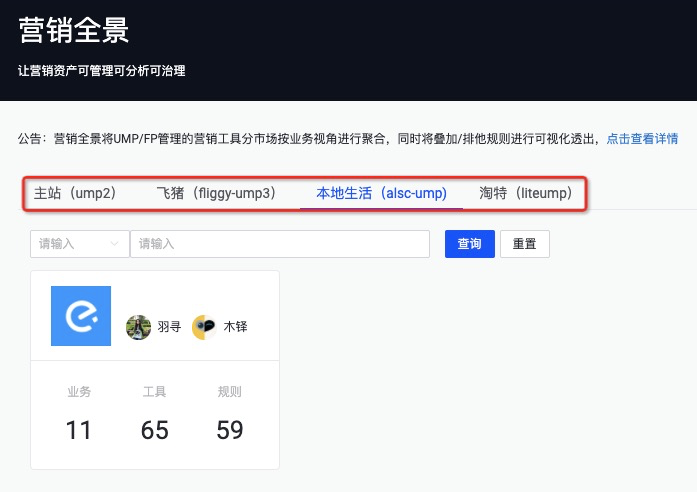 营销全景
让营销资产可管理可分析可治理
公告：营销全景将UMP/FP管理的营销工具分市场按业务视角进行聚合，同时将叠加/排他规则进行可视化透出，点击查看详情
主站（ump2） 飞猪（fliggy-ump3） 本地生活（alsc-ump） 淘特（liteump）
请输入 请输入 查询 重置
羽寻 木铎
业务 工具 规则
11 65 59